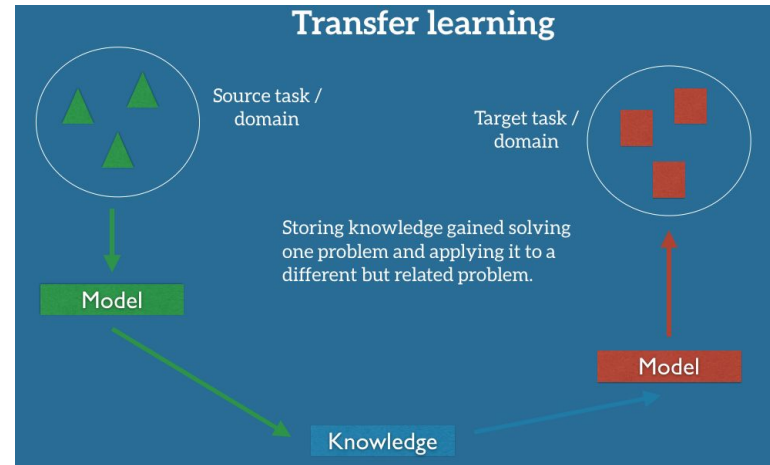 Transfer learning
Source task /
domain
Target task /
domain
Storing knowledge gained solving
one problem and applying it to a
different but related problem.
Model
Model
Knowledge